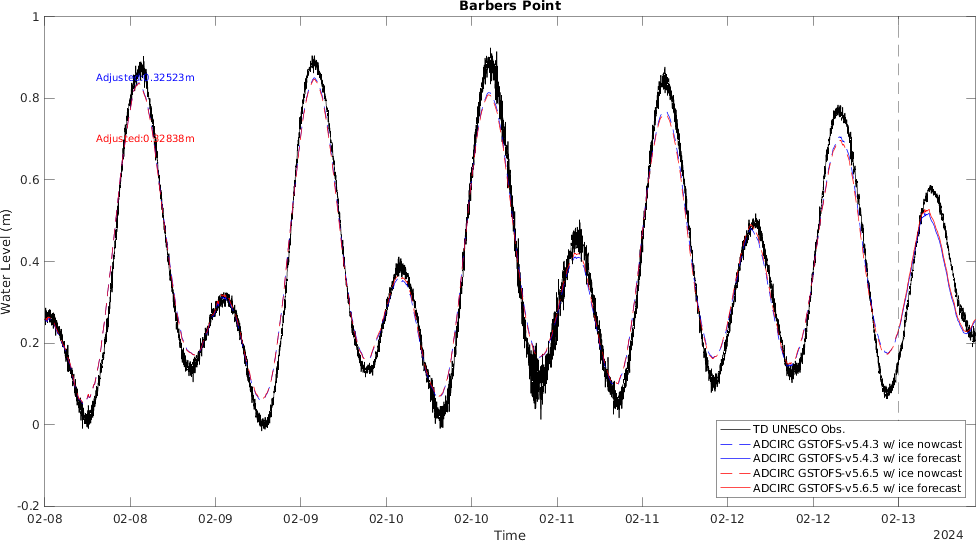 Barbers Point
1
0.8
0.6
0.4
0.2
0
-0.2
Water Level (m)
Adjusted:0.32523m
Adjusted:0.12838m
TD UNESCO Obs.
ADCIRC GSTOFS-v5.4.3 w/ ice nowcast
ADCIRC GSTOFS-v5.4.3 w/ ice forecast
ADCIRC GSTOFS-v5.6.5 w/ ice nowcast
ADCIRC GSTOFS-v5.6.5 w/ ice forecast
02-08 02-08 02-09 02-09 02-10 02-10 02-11 02-11 02-12 02-12 02-13
Time
2024